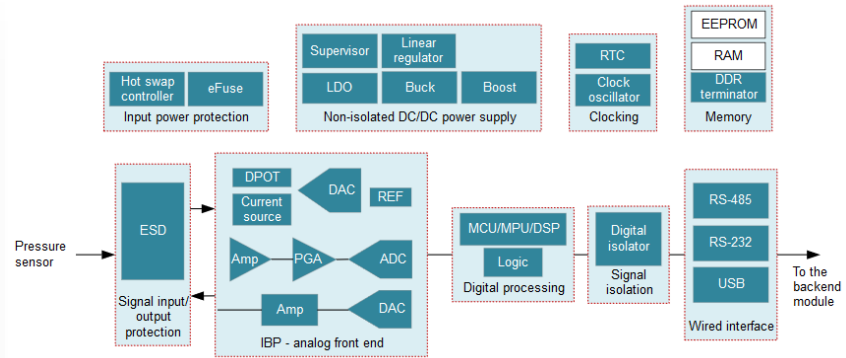 Hot swap
controller
eFuse
Input power protection
Supervisor
Linear
regulator
LDO
Buck
Boost
Non-isolated DC/DC power supply
RTC
Clock
oscillator
Clocking
EEPROM
RAM
DDR
terminator
Memory
Pressure
sensor
ESD
Signal input/
output
protection
DPOT
Current
source
DAC
REF
Amp
PGA
ADC
Amp
DAC
IBP - analog front end
MCU/MPU/DSP
Logic
Digital processing
Digital
isolator
Signal
isolation
RS-485
RS-232
USB
Wired interface
To the
backend
module